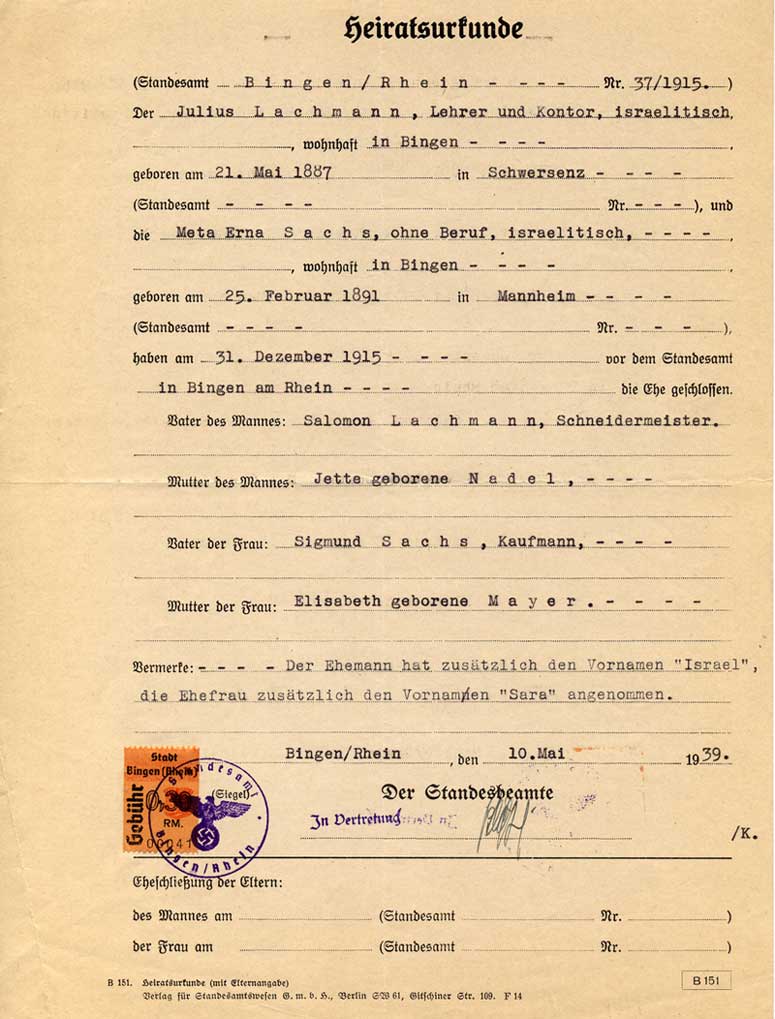 Heiratsurkunde
(Standesamt Bingen/Rhein - - - - Nr. 37/1915.)
Der Julius Lachmann, Lehrer und Kontor, israelitisch,
, wohnhaft in Bingen - - - - ,
geboren am 21. Mai 1887 in Schwersenz - - - -
(Standesamt - - - - Nr. - - - ), und
die Meta Erna Sachs, ohne Beruf, israelitisch, - - - - ,
, wohnhaft in Bingen - - - - ,
geboren am 25. Februar 1891 in Mannheim - - - -
(Standesamt - - - - Nr. - - - ),
haben am 31. Dezember 1915 - - - - vor dem Standesamt
in Bingen am Rhein - - - - die Ehe geschlossen.
Vater des Mannes: Salomon Lachmann, Schneidermeister.
Mutter des Mannes: Jette geborene Nadel, - - - -
Vater der Frau: Sigmund Sachs, Kaufmann, - - - -
Mutter der Frau: Elisabeth geborene Mayer. - - - -
Vermerke: - - - - Der Ehemann hat zusätzlich den Vornamen "Israel",
die Ehefrau zusätzlich den Vornamen "Sara" angenommen.
Bingen/Rhein, den 10. Mai 1939.
Stadt
Bingen (Rhein)
Gebühr
30
RM.
00041
Standesamt
Bingen/Rhein
(Siegel)
Der Standesbeamte
In Vertretung
/K.
Eheschließung der Eltern:
des Mannes am (Standesamt Nr. )
der Frau am (Standesamt Nr. )
B 151. Heiratsurkunde (mit Elternangabe) B 151
Verlag für Standesamtswesen G. m. b. H., Berlin SW 61, Gitschiner Str. 109. F 14